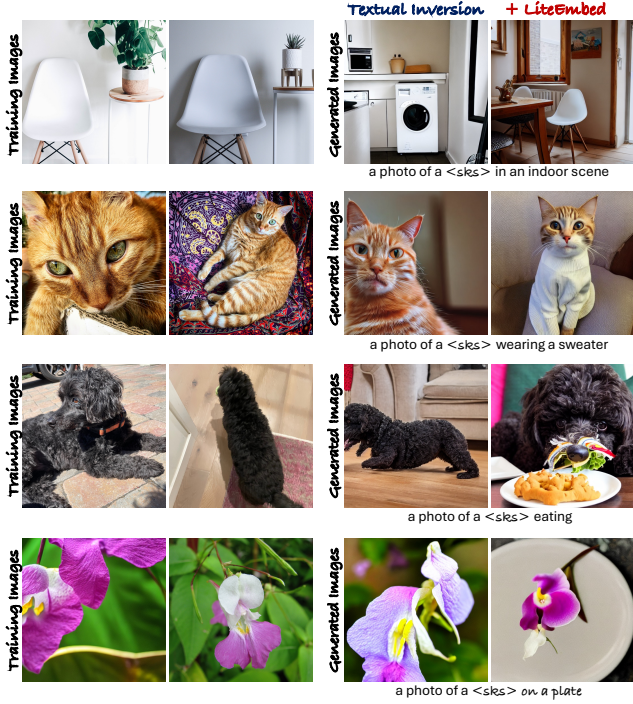 Textual Inversion + LiteEmbed
Training Images
Generated Images
a photo of a <sks> in an indoor scene
Training Images
Generated Images
a photo of a <sks> wearing a sweater
Training Images
Generated Images
a photo of a <sks> eating
Training Images
Generated Images
a photo of a <sks> on a plate